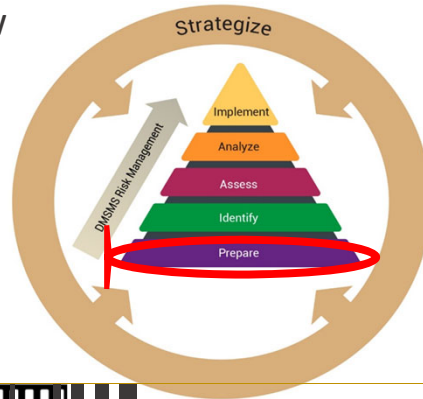 Strategize
Implement
Analyze
Assess
Identify
Prepare
DMSMS Risk Management